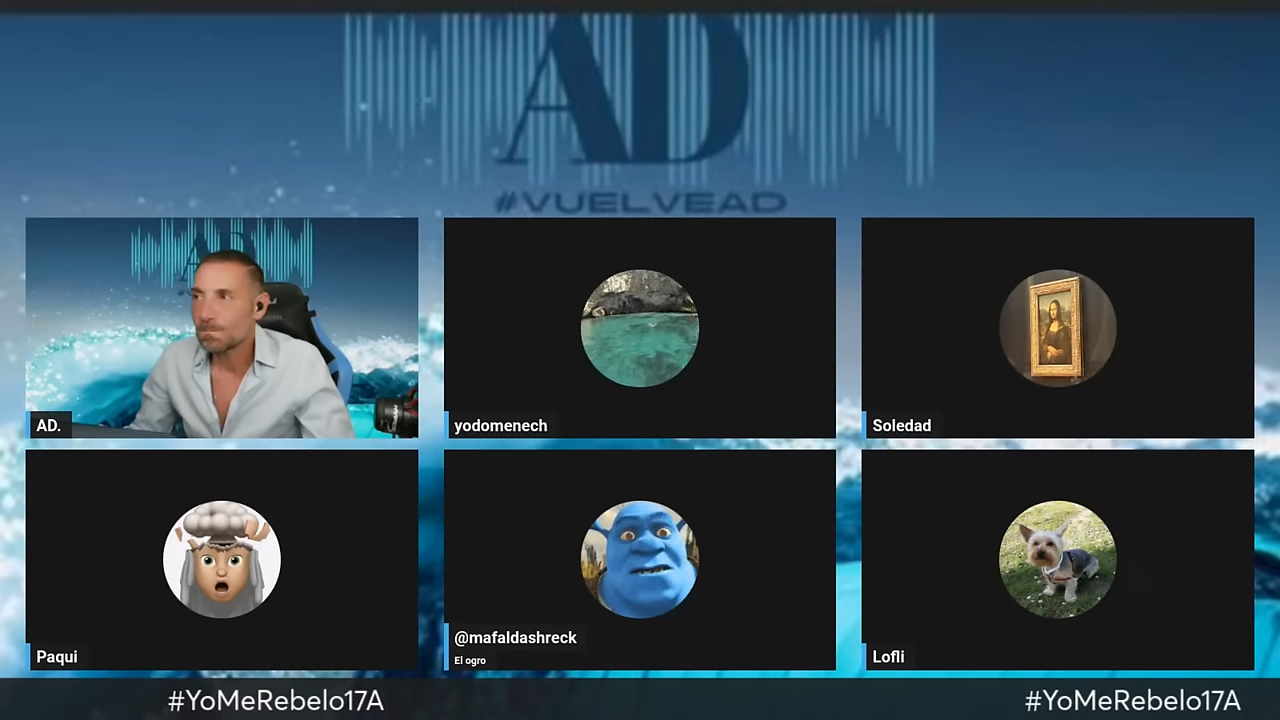 AD
#VUELVEAD
AD.
yodomenech
Soledad
Paqui
@mafaldashreck
El ogro
Lofli
#YoMeRebelo17A
#YoMeRebelo17A